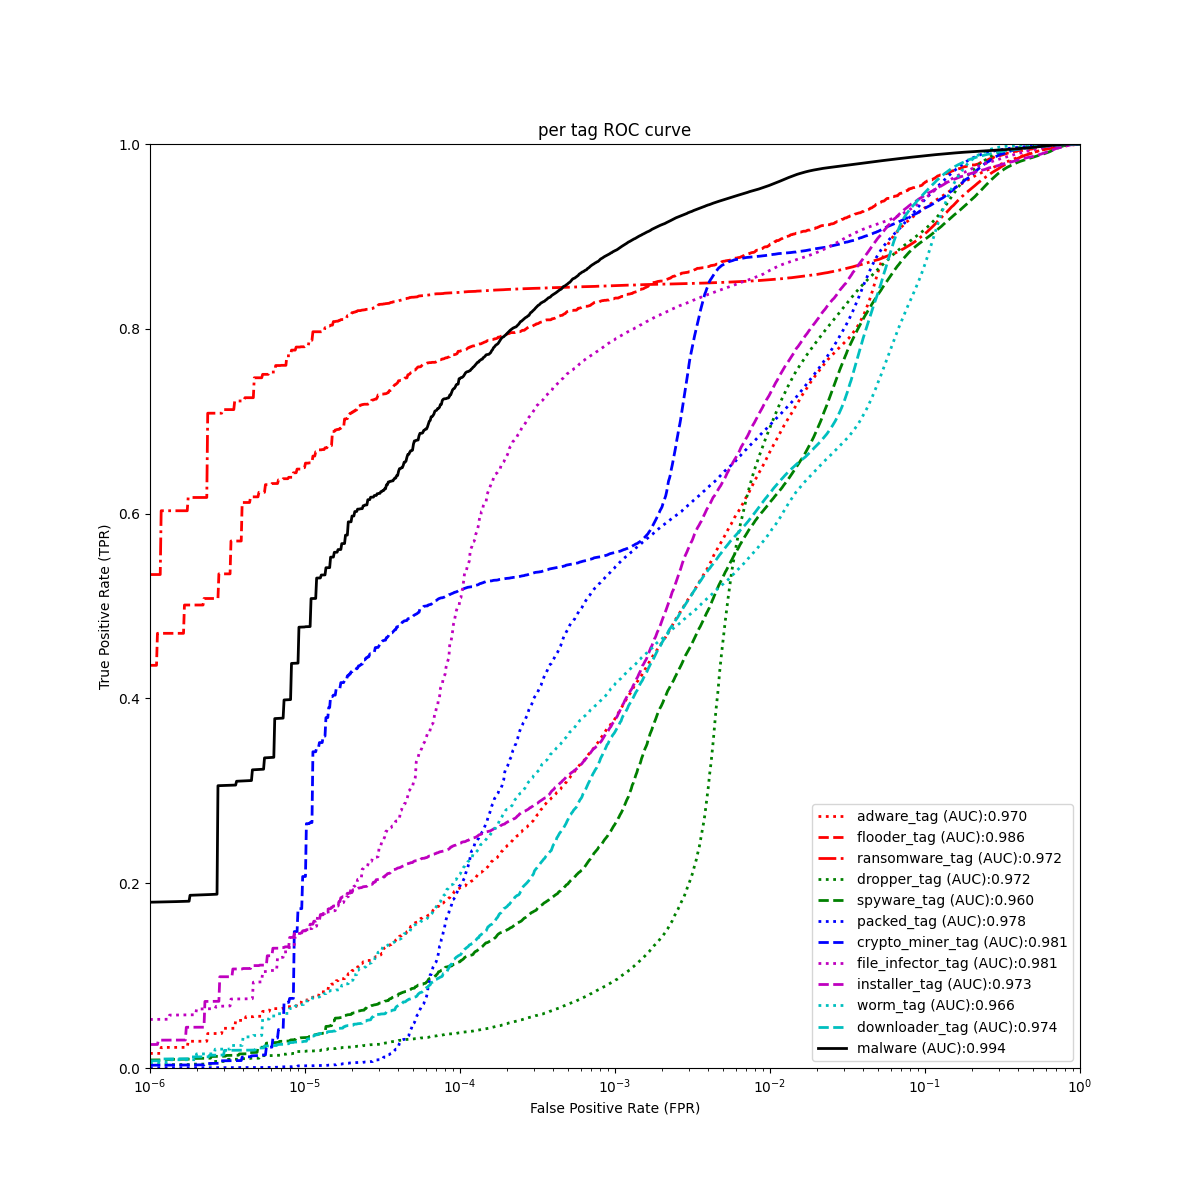 per tag ROC curve
1.0
0.8
0.6
0.4
0.2
0.0
True Positive Rate (TPR)
10⁻⁶ 10⁻⁵ 10⁻⁴ 10⁻³ 10⁻² 10⁻¹ 10⁰
False Positive Rate (FPR)
adware_tag (AUC):0.970
flooder_tag (AUC):0.986
ransomware_tag (AUC):0.972
dropper_tag (AUC):0.972
spyware_tag (AUC):0.960
packed_tag (AUC):0.978
crypto_miner_tag (AUC):0.981
file_infector_tag (AUC):0.981
installer_tag (AUC):0.973
worm_tag (AUC):0.966
downloader_tag (AUC):0.974
malware (AUC):0.994